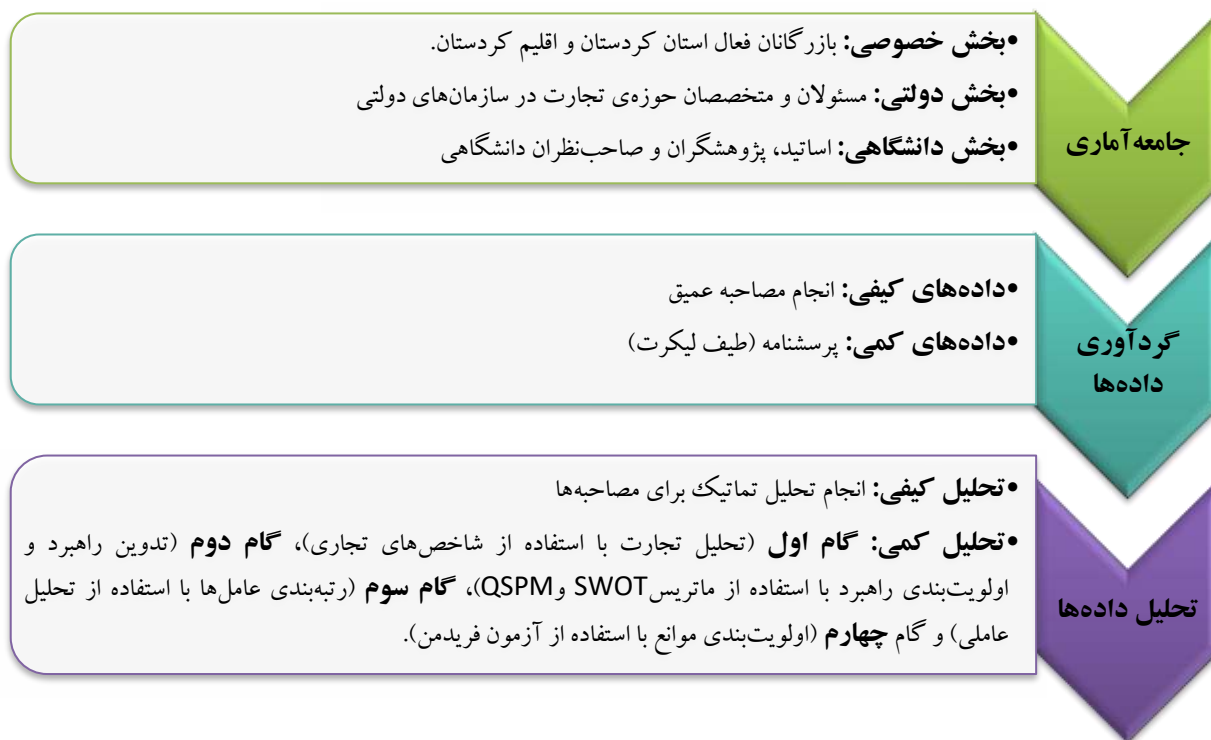 جامعه‌آماری
•بخش خصوصی: بازرگانان فعال استان کردستان و اقلیم کردستان.
•بخش دولتی: مسئولان و متخصصان حوزه‌ی تجارت در سازمان‌های دولتی
•بخش دانشگاهی: اساتید، پژوهشگران و صاحب‌نظران دانشگاهی
گردآوری
داده‌ها
•داده‌های کیفی: انجام مصاحبه عمیق
•داده‌های کمی: پرسشنامه (طیف لیکرت)
تحلیل داده‌ها
•تحلیل کیفی: انجام تحلیل تماتیک برای مصاحبه‌ها
•تحلیل کمی: گام اول (تحلیل تجارت با استفاده از شاخص‌های تجاری)، گام دوم (تدوین راهبرد و
اولویت‌بندی راهبرد با استفاده از ماتریسSWOT وQSPM)، گام سوم (رتبه‌بندی عامل‌ها با استفاده از تحلیل
عاملی) و گام چهارم (اولویت‌بندی موانع با استفاده از آزمون فریدمن).